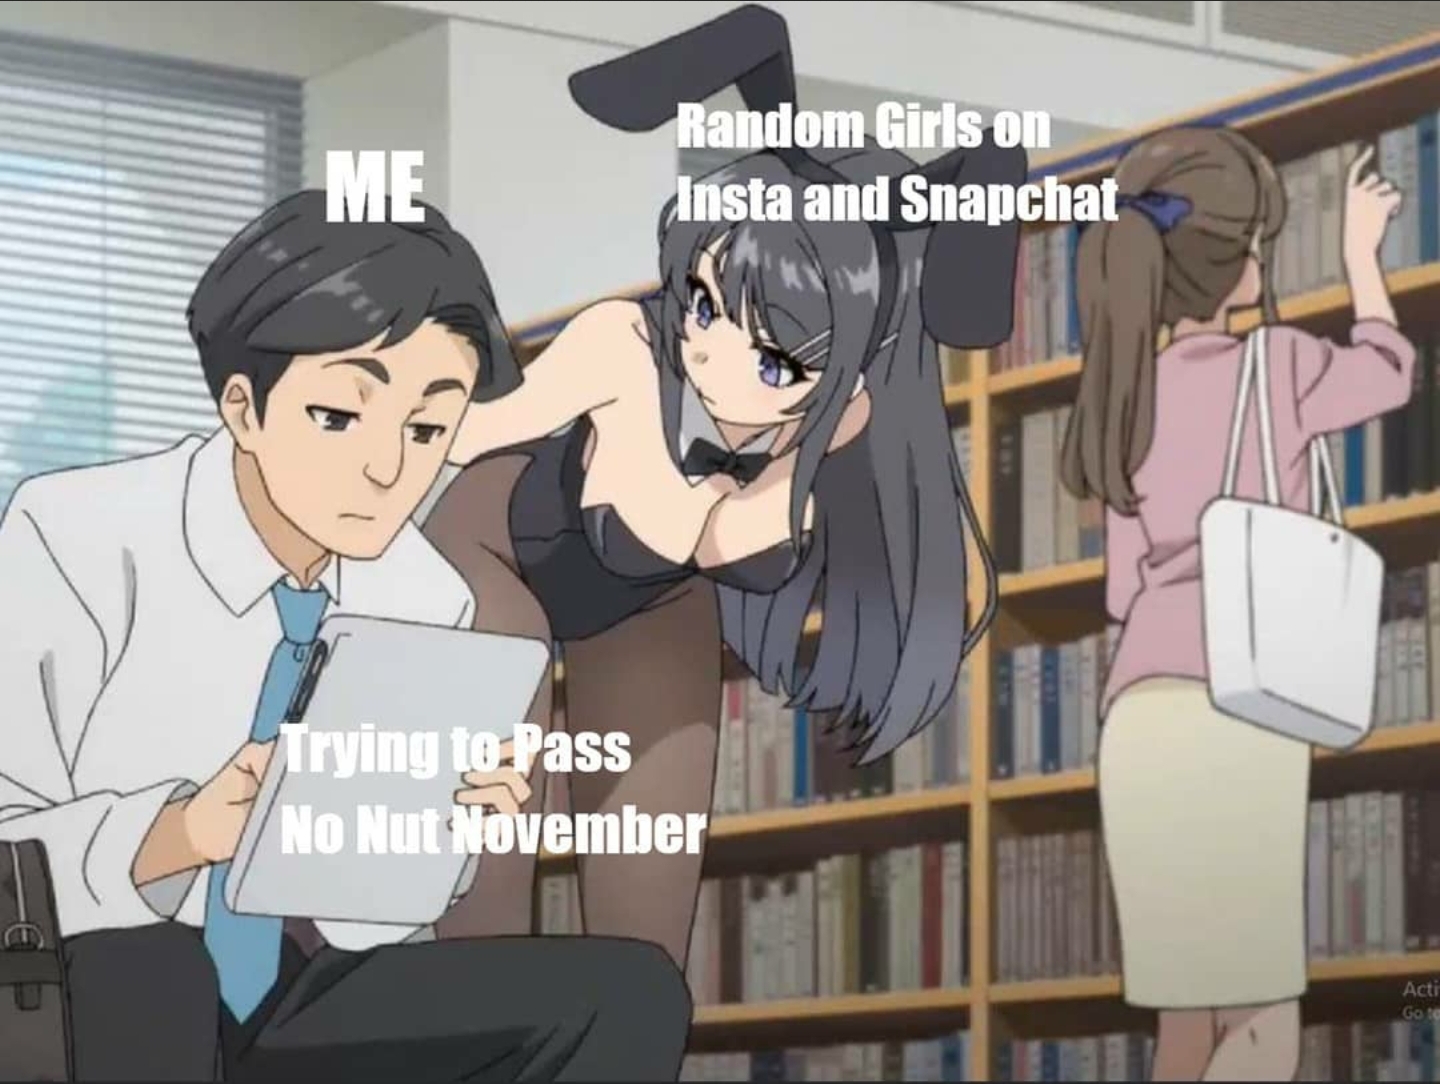 ME
Random Girls on
Insta and Snapchat
Trying to Pass
No Nut November